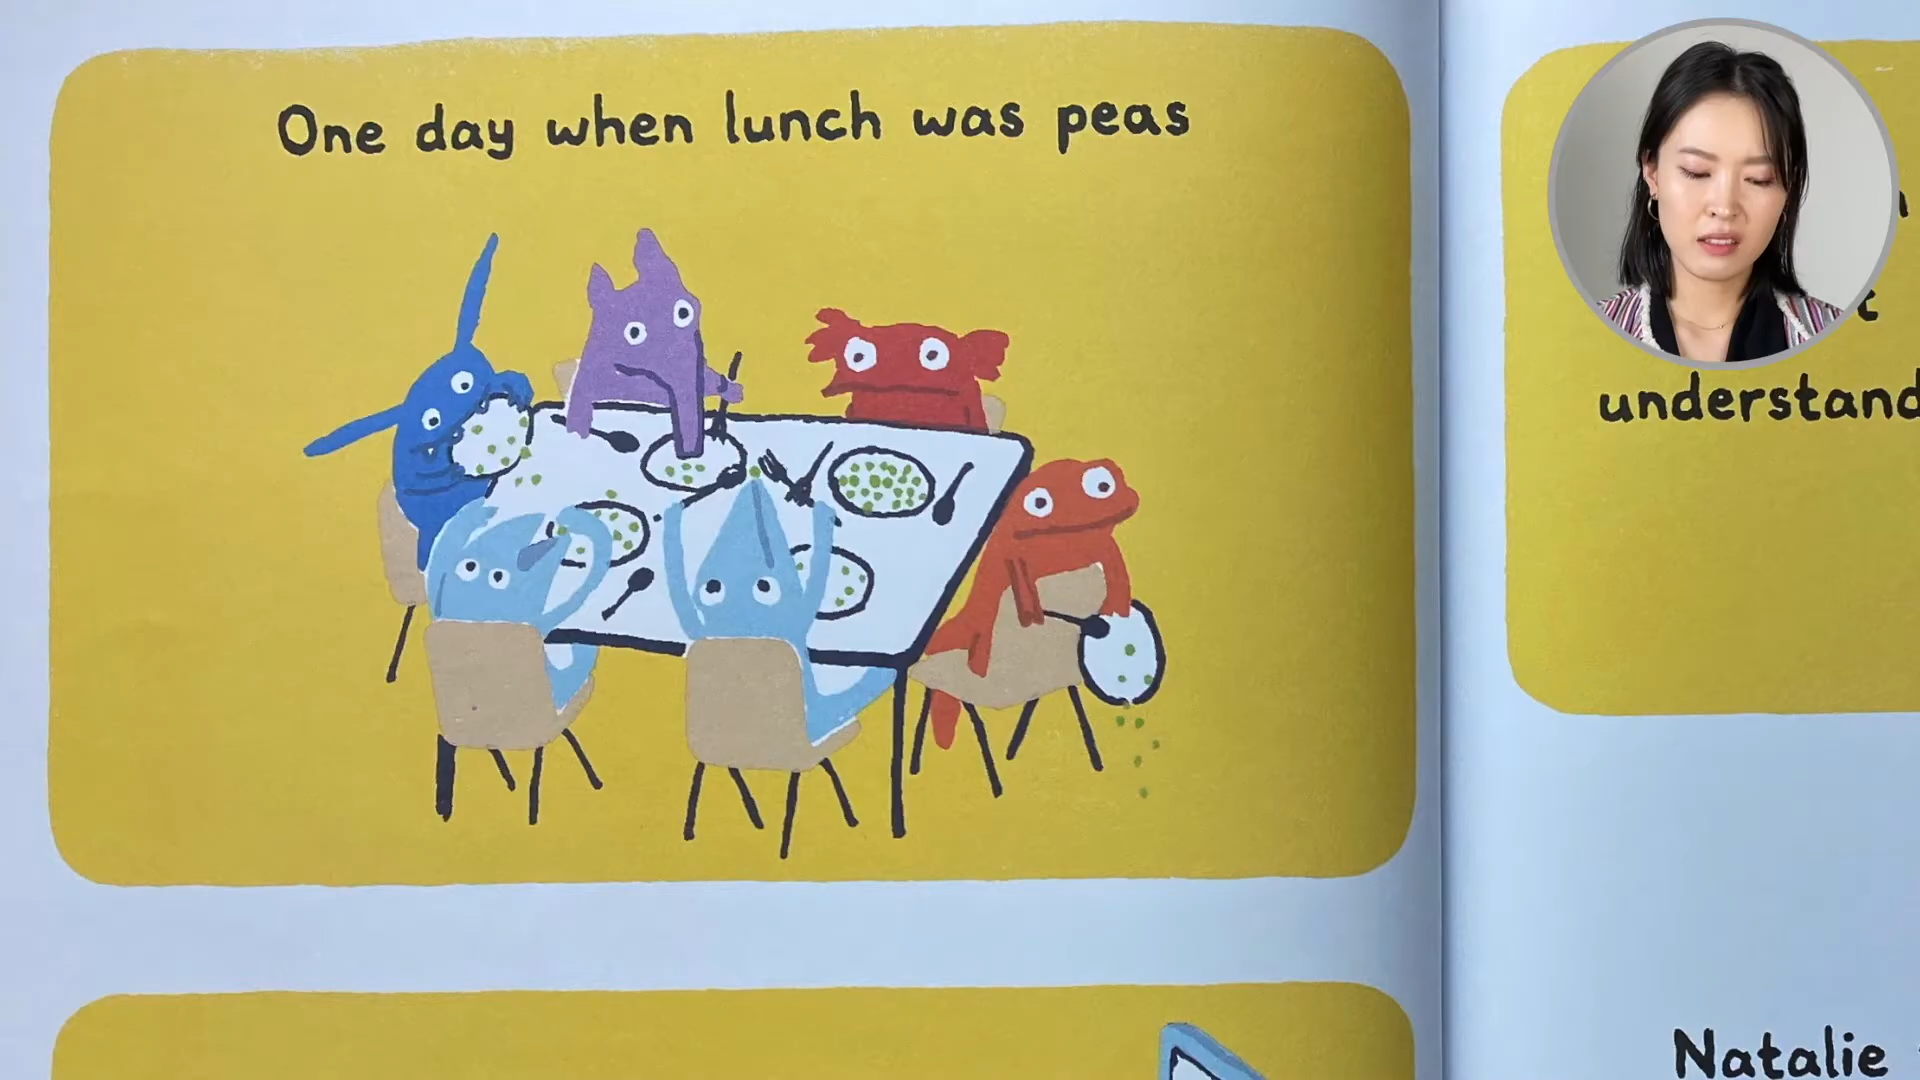 One day when lunch was peas
understand
Natalie